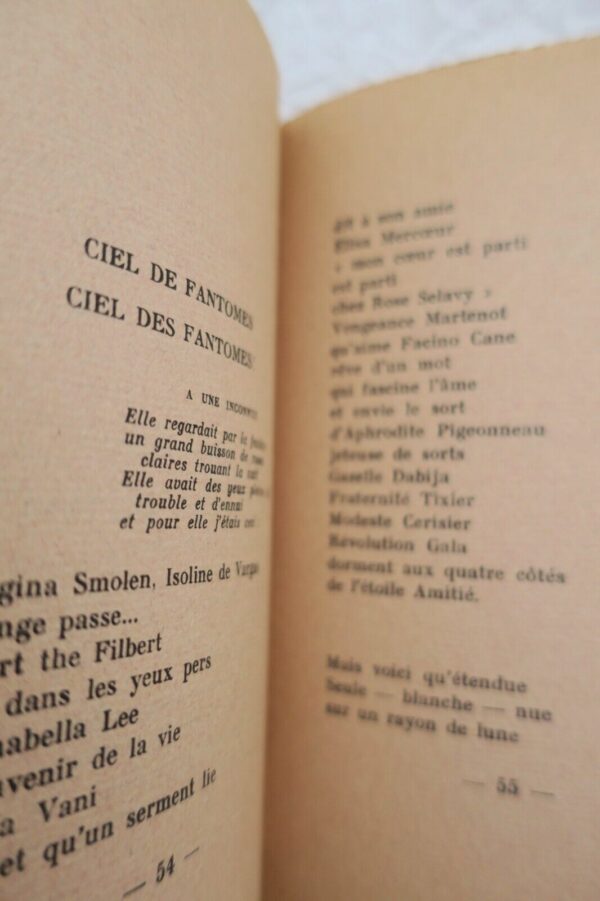 CIEL DE FANTOMES
CIEL DES FANTOMES
A UNE INCONNUE
Elle regardait par la
un grand buisson de
claires trouant la nuit
Elle avait des yeux
trouble et d'ennui
et pour elle j'étais
gina Smolen, Isoline de Vargas
nge passe...
rt the Filbert
dans les yeux pers
nabella Lee
venir de la vie
a Vani
et qu'un serment lie
— 54 —
dit à son amie
Elisa Mercœur
« mon cœur est parti
est parti
chez Rose Selavy »
Vengeance Martenot
qu'aime Facino Cane
rêve d'un mot
qui fascine l'âme
et envie le sort
d'Aphrodite Pigeonneau
jeteuse de sorts
Gazelle Dabija
Fraternité Tixier
Modeste Cerisier
Révolution Gala
dorment aux quatre côtés
de l'étoile Amitié.
Mais voici qu'étendue
Seule — blanche — nue
sur un rayon de lune
— 55 —